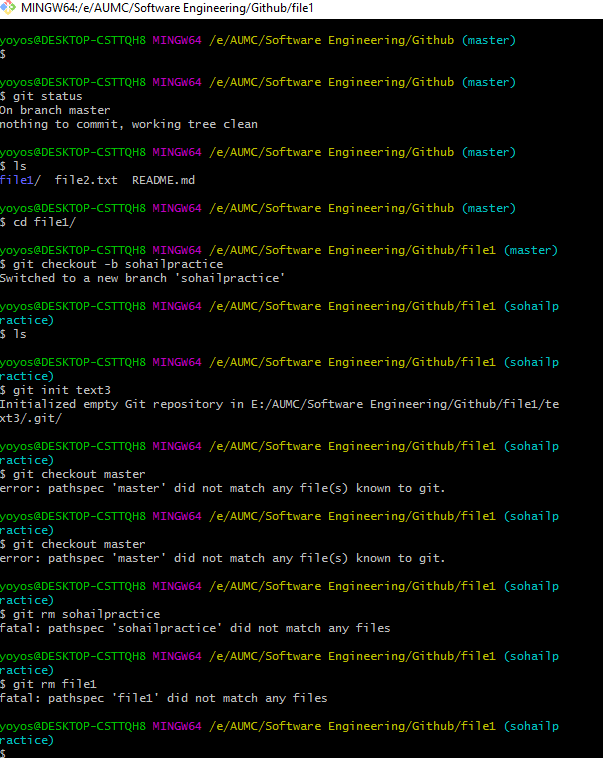 MINGW64:/e/AUMC/Software Engineering/Github/file1
yoyos@DESKTOP-CSTTQH8 MINGW64 /e/AUMC/Software Engineering/Github (master)
$
yoyos@DESKTOP-CSTTQH8 MINGW64 /e/AUMC/Software Engineering/Github (master)
$ git status
On branch master
nothing to commit, working tree clean
yoyos@DESKTOP-CSTTQH8 MINGW64 /e/AUMC/Software Engineering/Github (master)
$ ls
file1/  file2.txt  README.md
yoyos@DESKTOP-CSTTQH8 MINGW64 /e/AUMC/Software Engineering/Github (master)
$ cd file1/
yoyos@DESKTOP-CSTTQH8 MINGW64 /e/AUMC/Software Engineering/Github/file1 (master)
$ git checkout -b sohailpractice
Switched to a new branch 'sohailpractice'
yoyos@DESKTOP-CSTTQH8 MINGW64 /e/AUMC/Software Engineering/Github/file1 (sohailp
ractice)
$ ls
yoyos@DESKTOP-CSTTQH8 MINGW64 /e/AUMC/Software Engineering/Github/file1 (sohailp
ractice)
$ git init text3
Initialized empty Git repository in E:/AUMC/Software Engineering/Github/file1/te
xt3/.git/
yoyos@DESKTOP-CSTTQH8 MINGW64 /e/AUMC/Software Engineering/Github/file1 (sohailp
ractice)
$ git checkout master
error: pathspec 'master' did not match any file(s) known to git.
yoyos@DESKTOP-CSTTQH8 MINGW64 /e/AUMC/Software Engineering/Github/file1 (sohailp
ractice)
$ git checkout master
error: pathspec 'master' did not match any file(s) known to git.
yoyos@DESKTOP-CSTTQH8 MINGW64 /e/AUMC/Software Engineering/Github/file1 (sohailp
ractice)
$ git rm sohailpractice
fatal: pathspec 'sohailpractice' did not match any files
yoyos@DESKTOP-CSTTQH8 MINGW64 /e/AUMC/Software Engineering/Github/file1 (sohailp
ractice)
$ git rm file1
fatal: pathspec 'file1' did not match any files
yoyos@DESKTOP-CSTTQH8 MINGW64 /e/AUMC/Software Engineering/Github/file1 (sohailp
ractice)
$